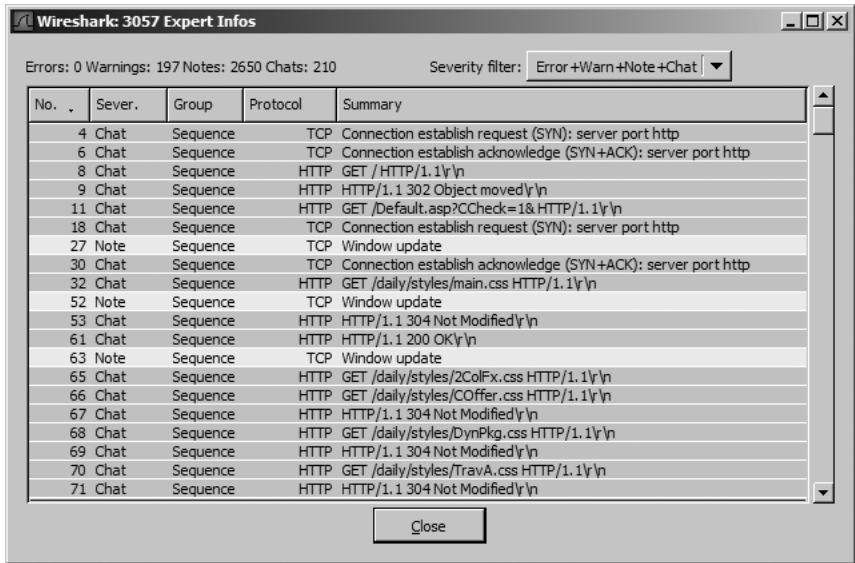 Wireshark: 3057 Expert Infos
Errors: 0 Warnings: 197 Notes: 2650 Chats: 210 Severity filter: Error+Warn+Note+Chat
No. Sever. Group Protocol Summary
4 Chat Sequence TCP Connection establish request (SYN): server port http
6 Chat Sequence TCP Connection establish acknowledge (SYN+ACK): server port http
8 Chat Sequence HTTP GET / HTTP/1.1\r\n
9 Chat Sequence HTTP HTTP/1.1 302 Object moved\r\n
11 Chat Sequence HTTP GET /Default.asp?CCheck=1& HTTP/1.1\r\n
18 Chat Sequence TCP Connection establish request (SYN): server port http
27 Note Sequence TCP Window update
30 Chat Sequence TCP Connection establish acknowledge (SYN+ACK): server port http
32 Chat Sequence HTTP GET /daily/styles/main.css HTTP/1.1\r\n
52 Note Sequence TCP Window update
53 Chat Sequence HTTP HTTP/1.1 304 Not Modified\r\n
61 Chat Sequence HTTP HTTP/1.1 200 OK\r\n
63 Note Sequence TCP Window update
65 Chat Sequence HTTP GET /daily/styles/2ColFx.css HTTP/1.1\r\n
66 Chat Sequence HTTP GET /daily/styles/COffer.css HTTP/1.1\r\n
67 Chat Sequence HTTP HTTP/1.1 304 Not Modified\r\n
68 Chat Sequence HTTP GET /daily/styles/DynPkg.css HTTP/1.1\r\n
69 Chat Sequence HTTP HTTP/1.1 304 Not Modified\r\n
70 Chat Sequence HTTP GET /daily/styles/TravA.css HTTP/1.1\r\n
71 Chat Sequence HTTP HTTP/1.1 304 Not Modified\r\n
Close